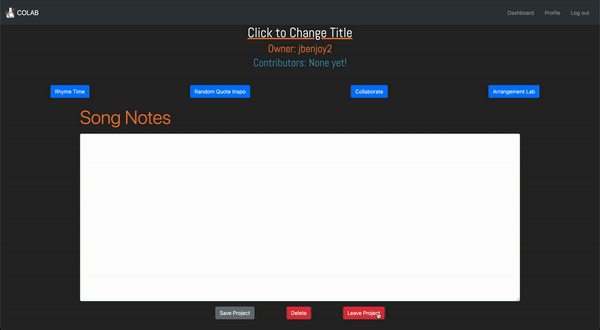 COLAB Dashboard Profile Log out
Click to Change Title
Owner: jbenjoy2
Contributors: None yet!
Rhyme Time Random Quote Inspo Collaborate Arrangement Lab
Song Notes
Save Project Delete Leave Project